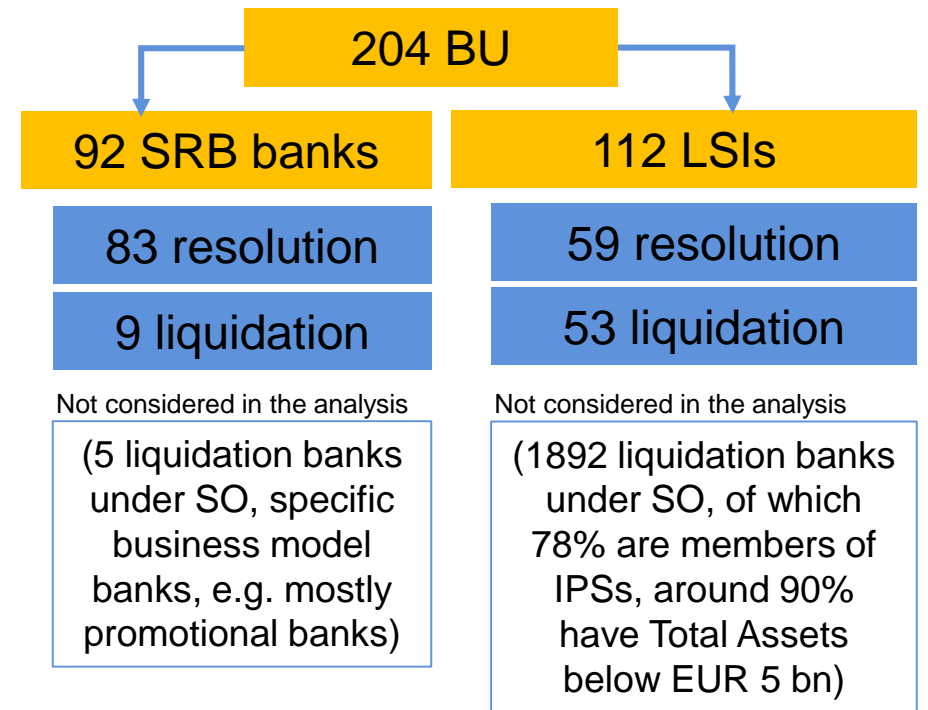 204 BU
92 SRB banks
83 resolution
9 liquidation
Not considered in the analysis
(5 liquidation banks
under SO, specific
business model
banks, e.g. mostly
promotional banks)
112 LSIs
59 resolution
53 liquidation
Not considered in the analysis
(1892 liquidation banks
under SO, of which
78% are members of
IPSs, around 90%
have Total Assets
below EUR 5 bn)